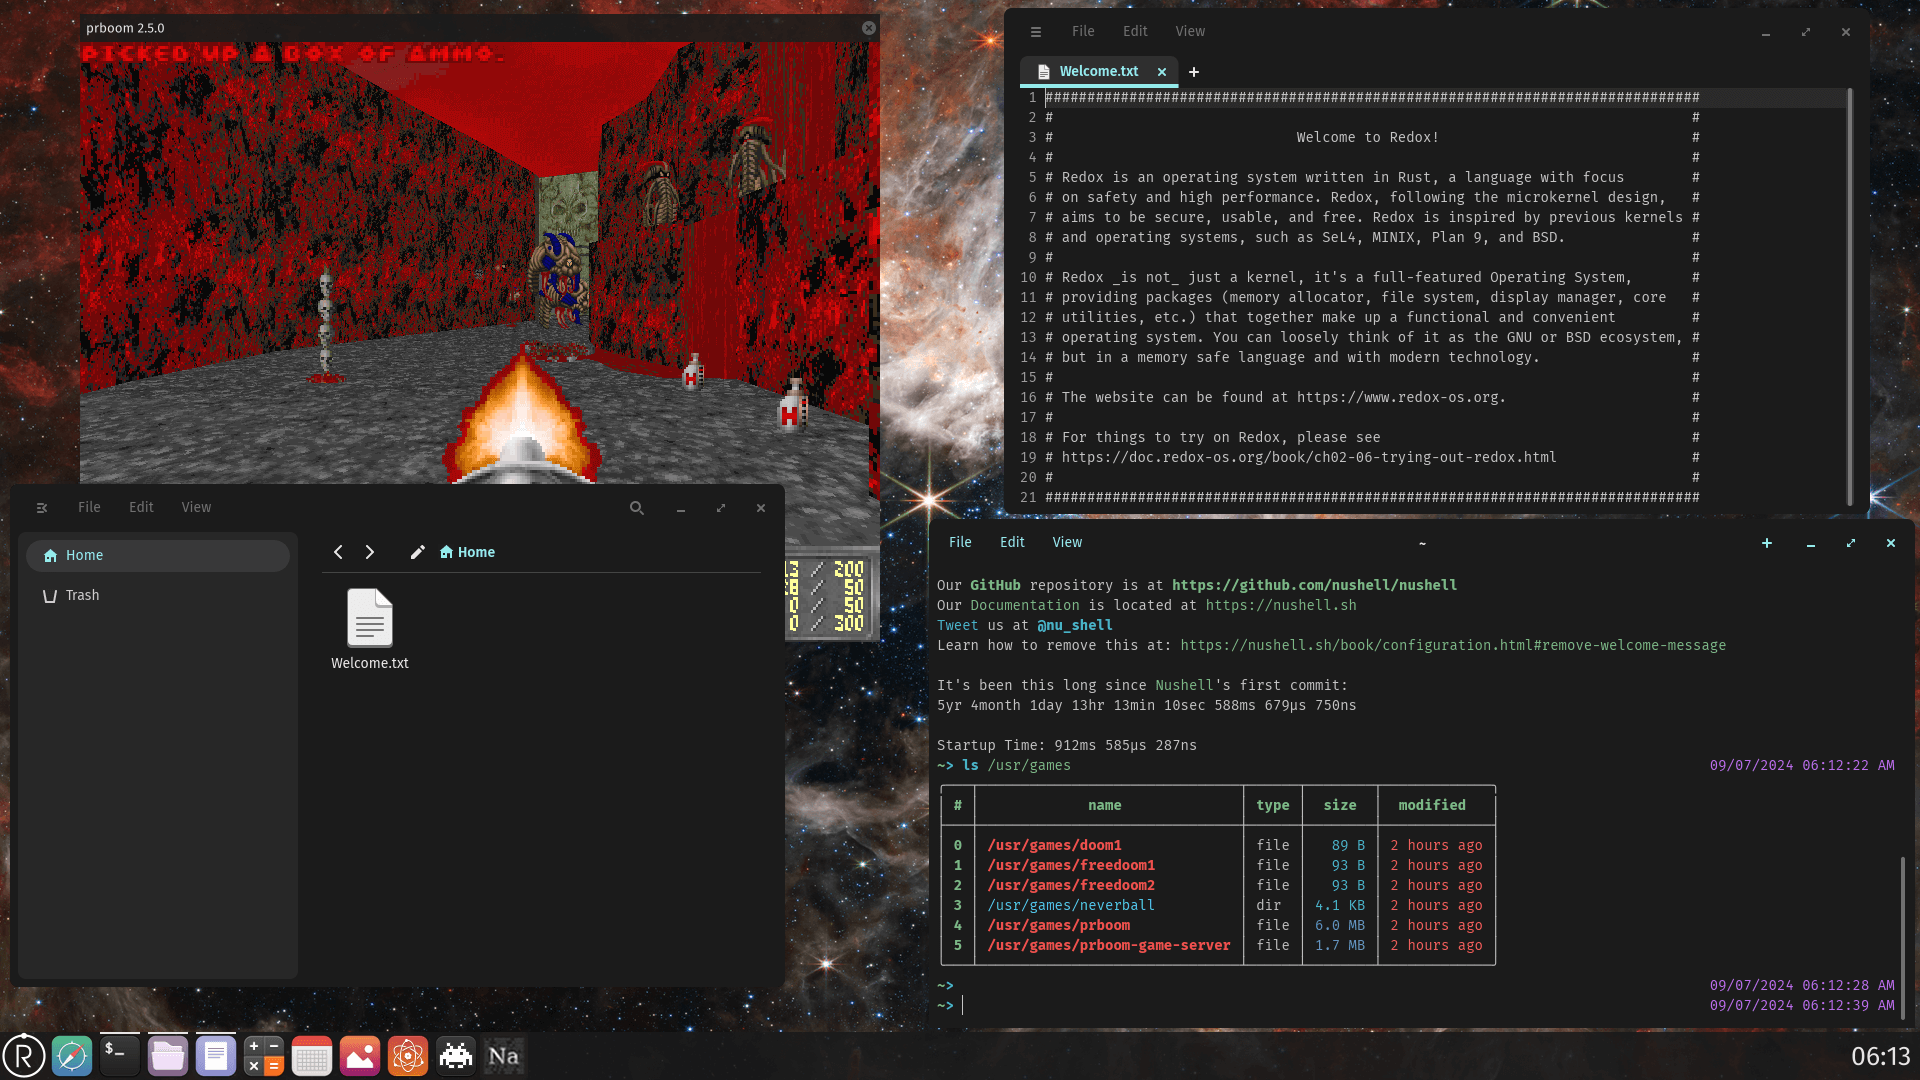 prboom 2.5.0
PICKED UP A BOX OF AMMO.
H
H
13 / 200
/ 50
0 / 50
0 / 300
File Edit View
Welcome.txt
1 ##############################################################################
2 # #
3 # Welcome to Redox! #
4 # #
5 # Redox is an operating system written in Rust, a language with focus #
6 # on safety and high performance. Redox, following the microkernel design, #
7 # aims to be secure, usable, and free. Redox is inspired by previous kernels #
8 # and operating systems, such as SeL4, MINIX, Plan 9, and BSD. #
9 # #
10 # Redox _is not_ just a kernel, it's a full-featured Operating System, #
11 # providing packages (memory allocator, file system, display manager, core #
12 # utilities, etc.) that together make up a functional and convenient #
13 # operating system. You can loosely think of it as the GNU or BSD ecosystem, #
14 # but in a memory safe language and with modern technology. #
15 # #
16 # The website can be found at https://www.redox-os.org. #
17 # #
18 # For things to try on Redox, please see #
19 # https://doc.redox-os.org/book/ch02-06-trying-out-redox.html #
20 # #
21 ##############################################################################
File Edit View
Home
Trash
Home
Welcome.txt
File Edit View ~
Our GitHub repository is at https://github.com/nushell/nushell
Our Documentation is located at https://nushell.sh
Tweet us at @nu_shell
Learn how to remove this at: https://nushell.sh/book/configuration.html#remove-welcome-message
It's been this long since Nushell's first commit:
5yr 4month 1day 13hr 13min 10sec 588ms 679µs 750ns
Startup Time: 912ms 585µs 287ns
~> ls /usr/games 09/07/2024 06:12:22 AM
# name type size modified
0 /usr/games/doom1 file 89 B 2 hours ago
1 /usr/games/freedoom1 file 93 B 2 hours ago
2 /usr/games/freedoom2 file 93 B 2 hours ago
3 /usr/games/neverball dir 4.1 KB 2 hours ago
4 /usr/games/prboom file 6.0 MB 2 hours ago
5 /usr/games/prboom-game-server file 1.7 MB 2 hours ago
~> 09/07/2024 06:12:28 AM
~> 09/07/2024 06:12:39 AM
R
$_
Na
06:13